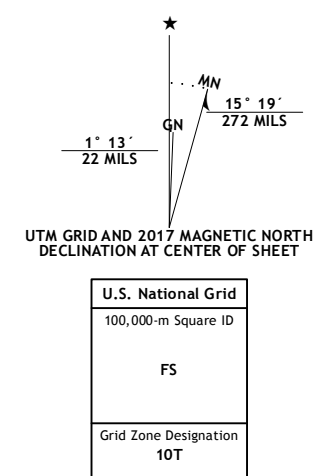 ★
MN
GN
15° 19´
272 MILS
1° 13´
22 MILS
UTM GRID AND 2017 MAGNETIC NORTH
DECLINATION AT CENTER OF SHEET
U.S. National Grid
100,000-m Square ID
FS
Grid Zone Designation
10T